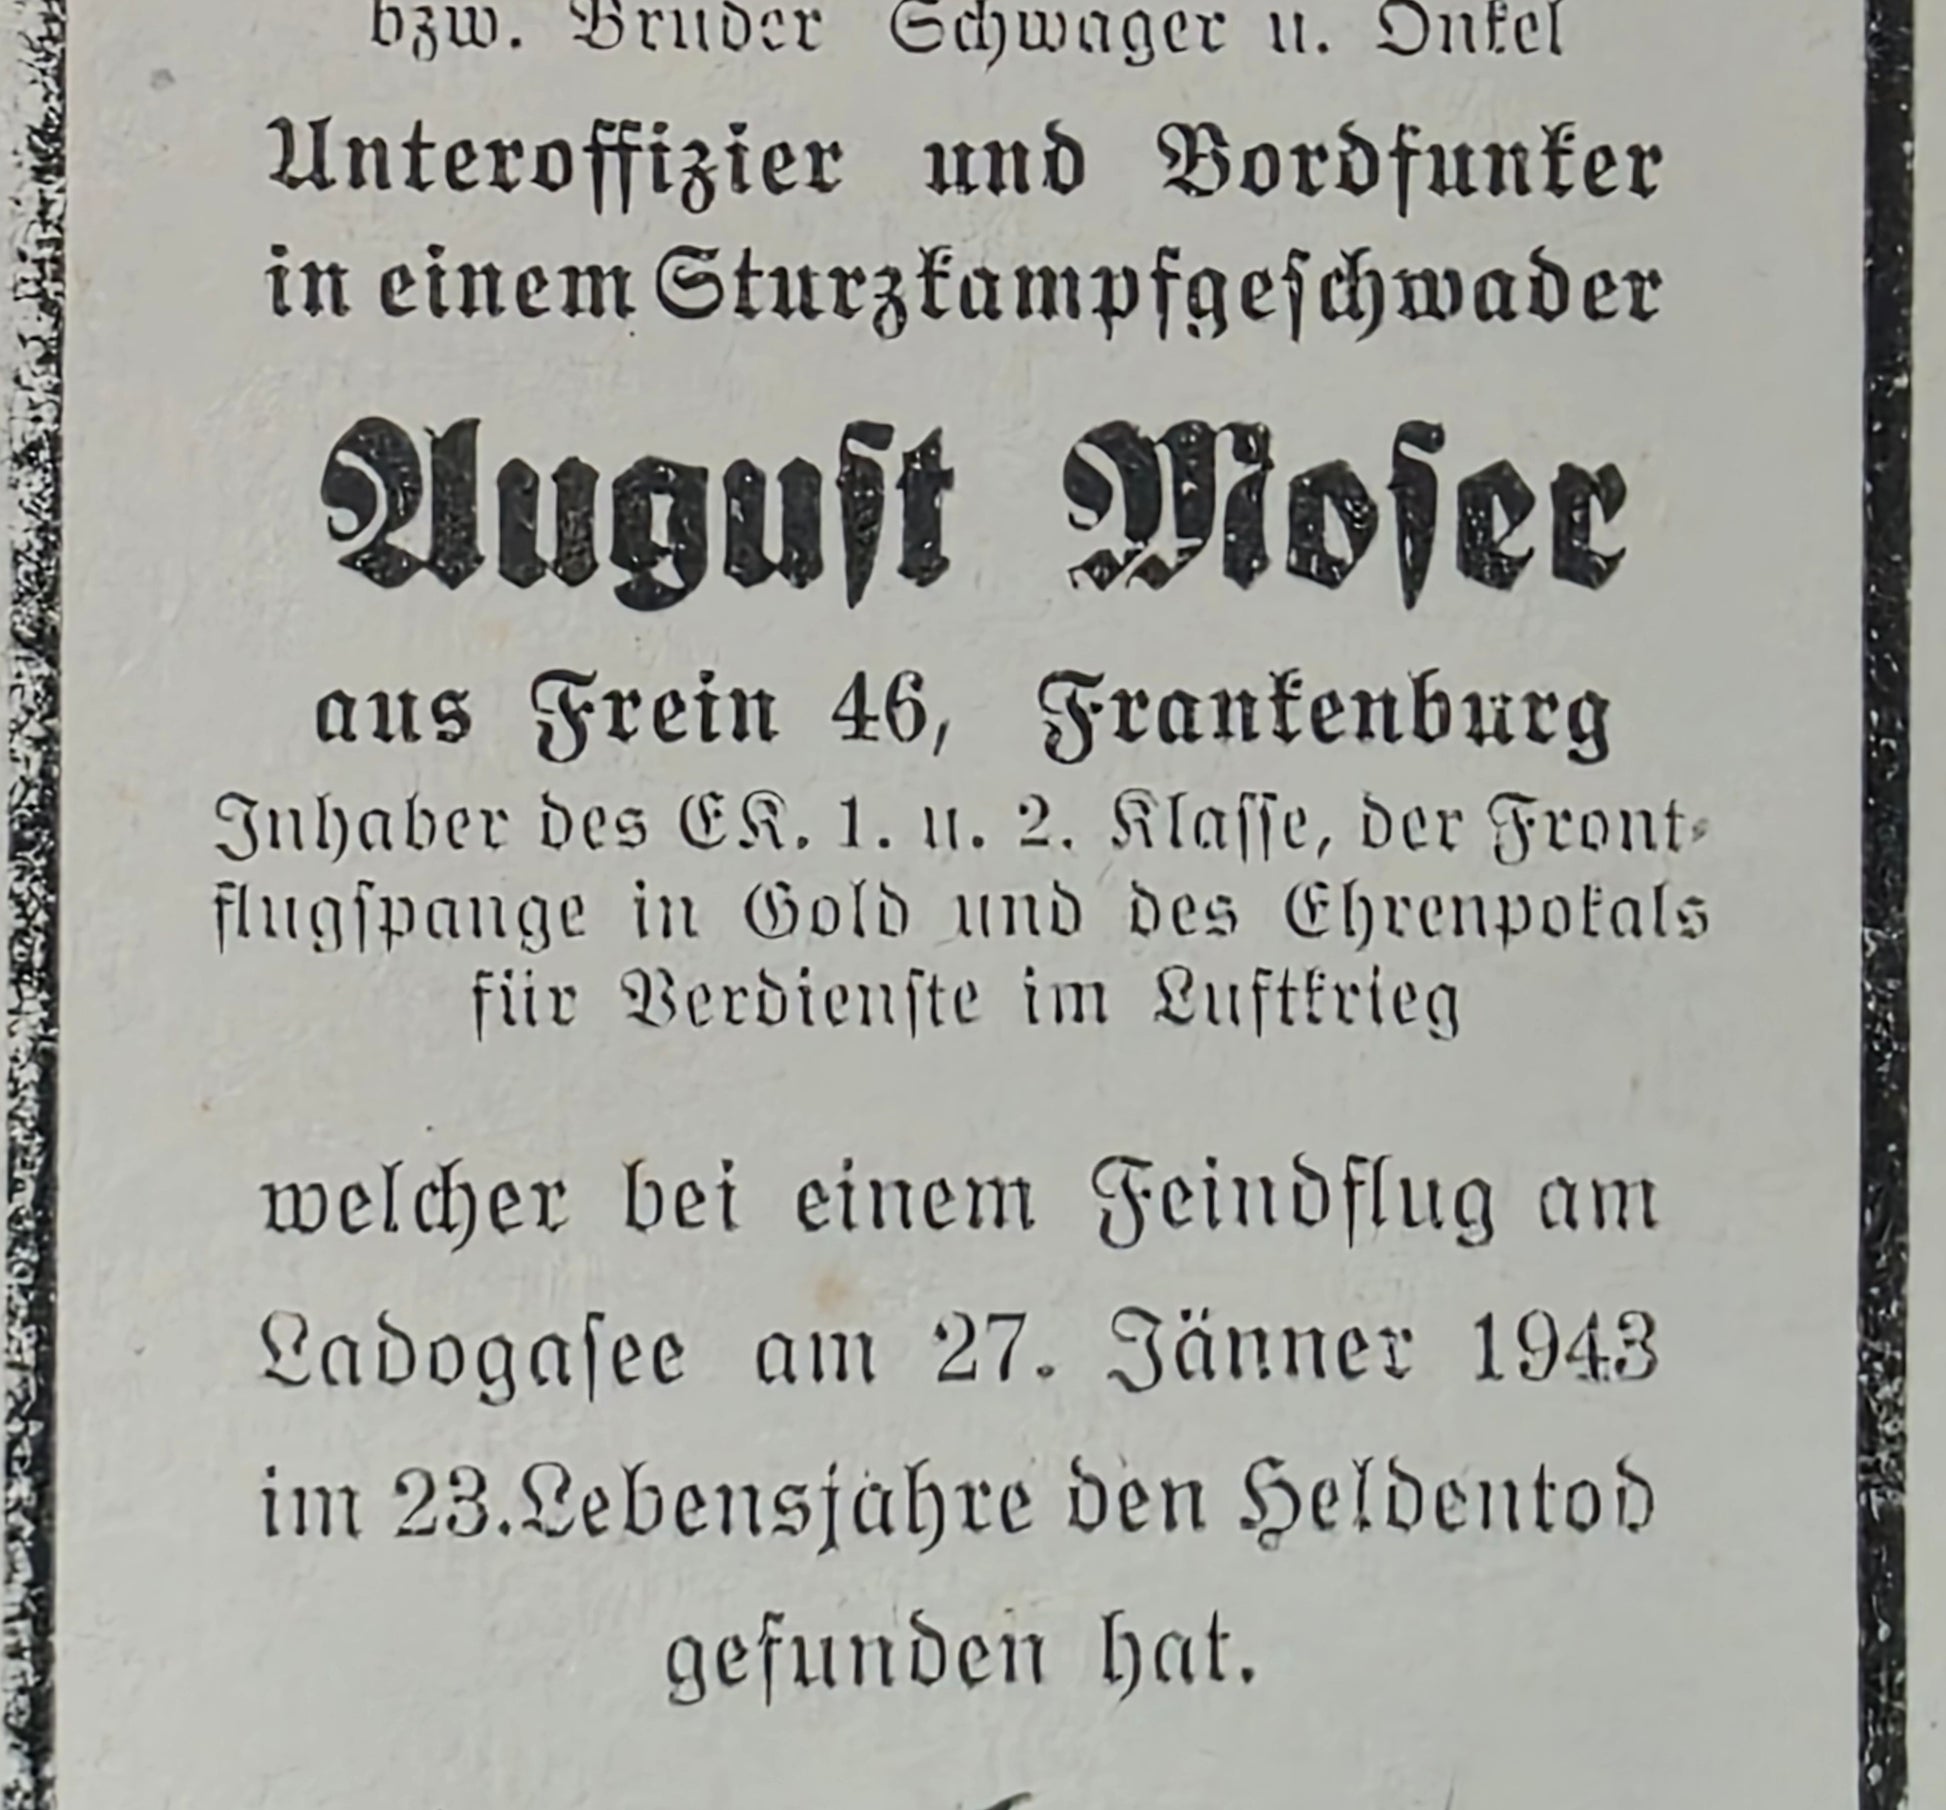 bzw. Bruder Schwager u. Onkel
Unteroffizier und Bordfunker
in einem Sturzkampfgeschwader
August Moser
aus Frein 46, Frankenburg
Inhaber des EK. 1. u. 2. Klasse, der Front-
flugspange in Gold und des Ehrenpokals
für Verdienste im Luftkrieg
welcher bei einem Feindflug am
Ladogasee am 27. Jänner 1943
im 23.Lebensjahre den Heldentod
gefunden hat.